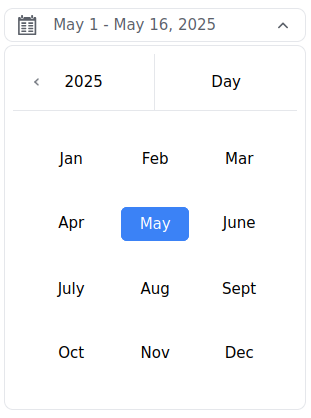 May 1 - May 16, 2025
2025 Day
Jan Feb Mar
Apr May June
July Aug Sept
Oct Nov Dec